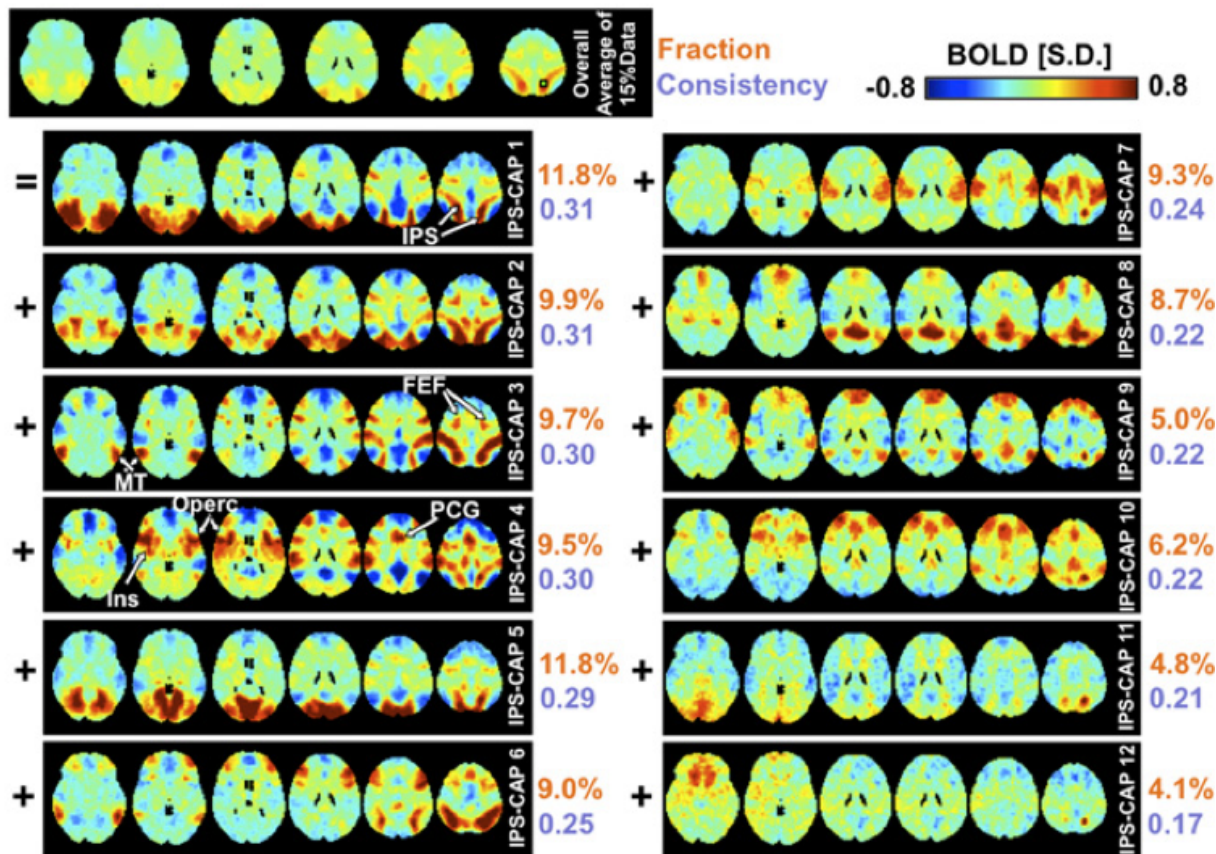 Overall
Average of
15%Data
Fraction
Consistency
BOLD [S.D.]
-0.8
0.8
=
IPS
IPS-CAP 1
11.8%
0.31
+
IPS-CAP 2
9.9%
0.31
+
FEF
MT
IPS-CAP 3
9.7%
0.30
+
Operc
PCG
Ins
IPS-CAP 4
9.5%
0.30
+
IPS-CAP 5
11.8%
0.29
+
IPS-CAP 6
9.0%
0.25
+
IPS-CAP 7
9.3%
0.24
+
IPS-CAP 8
8.7%
0.22
+
IPS-CAP 9
5.0%
0.22
+
IPS-CAP 10
6.2%
0.22
+
IPS-CAP 11
4.8%
0.21
+
IPS-CAP 12
4.1%
0.17